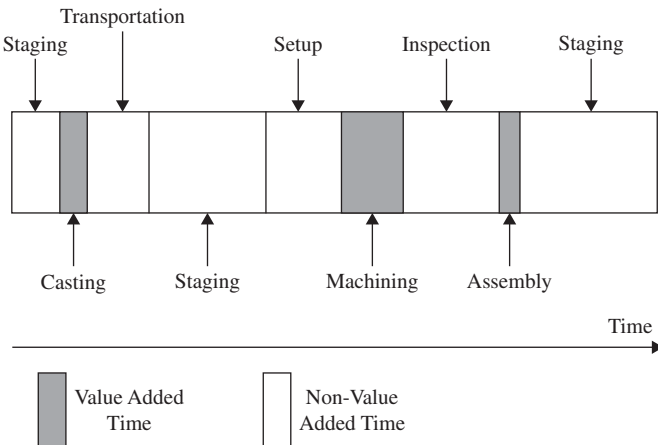 Transportation
Staging
Setup
Inspection
Staging
Casting
Staging
Machining
Assembly
Time
Value Added
Time
Non-Value
Added Time